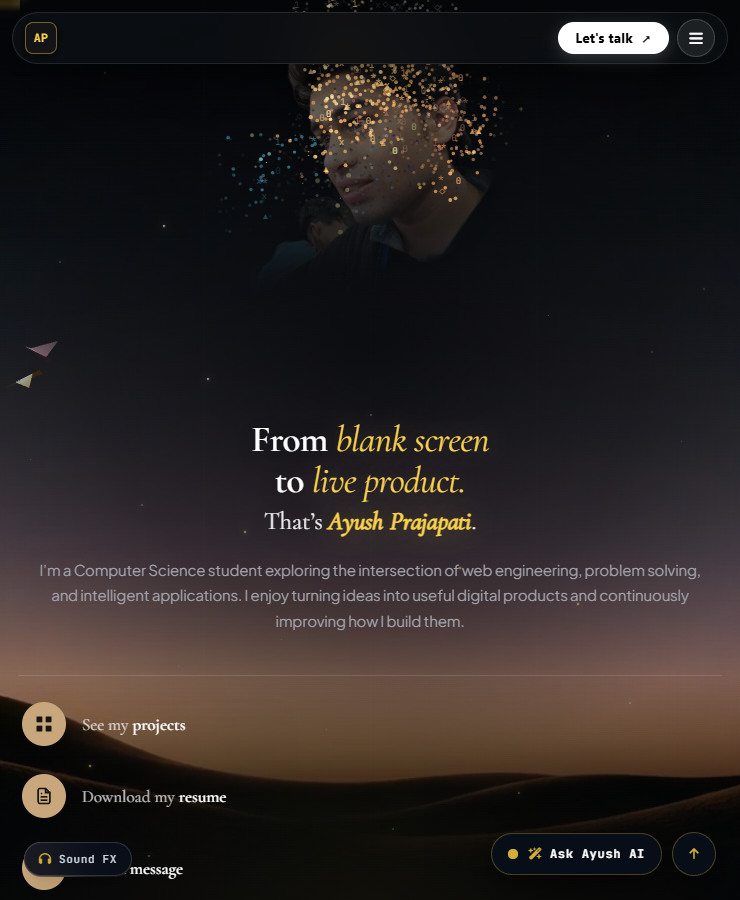 AP
Let's talk ↗
From blank screen
to live product.
That's Ayush Prajapati.
I'm a Computer Science student exploring the intersection of web engineering, problem solving,
and intelligent applications. I enjoy turning ideas into useful digital products and continuously
improving how I build them.
See my projects
Download my resume
message
Sound FX
Ask Ayush AI